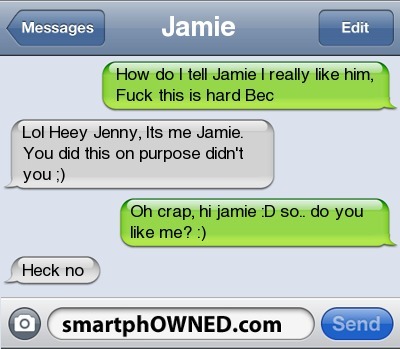 Messages
Jamie
Edit
How do I tell Jamie I really like him,
Fuck this is hard Bec
Lol Heey Jenny, Its me Jamie.
You did this on purpose didn't
you ;)
Oh crap, hi jamie :D so.. do you
like me? :)
Heck no
smartphOWNED.com
Send